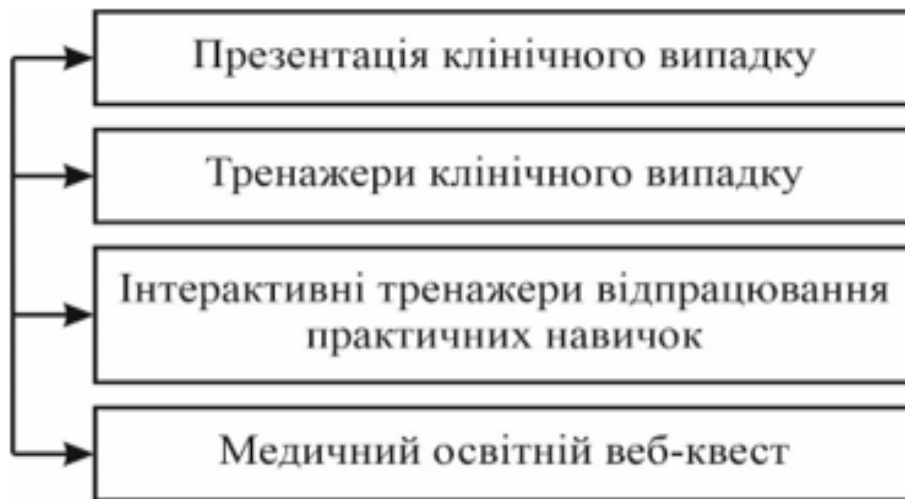 Презентація клінічного випадку
Тренажери клінічного випадку
Інтерактивні тренажери відпрацювання
практичних навичок
Медичний освітній веб-квест